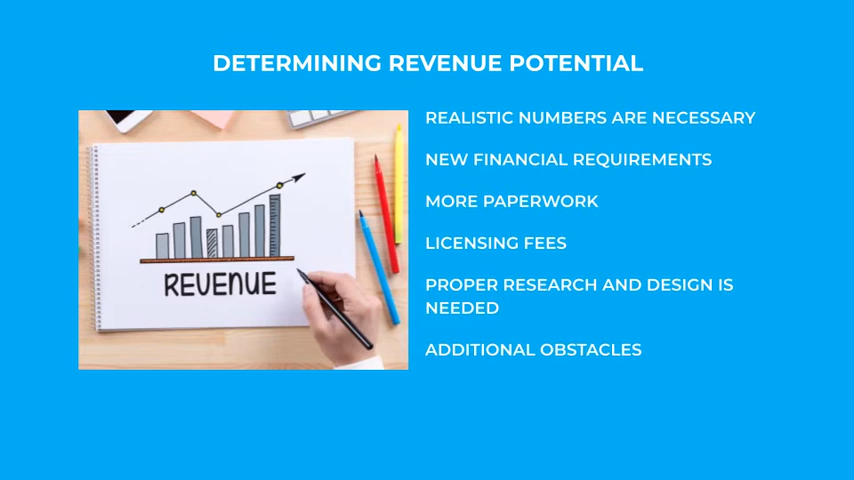 DETERMINING REVENUE POTENTIAL
REALISTIC NUMBERS ARE NECESSARY
NEW FINANCIAL REQUIREMENTS
MORE PAPERWORK
LICENSING FEES
PROPER RESEARCH AND DESIGN IS
NEEDED
ADDITIONAL OBSTACLES
REVENUE